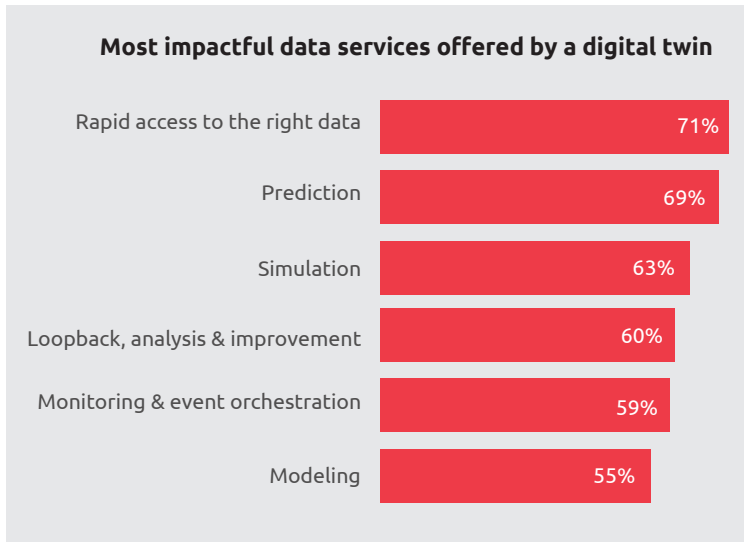 Most impactful data services offered by a digital twin
Rapid access to the right data 71%
Prediction 69%
Simulation 63%
Loopback, analysis & improvement 60%
Monitoring & event orchestration 59%
Modeling 55%